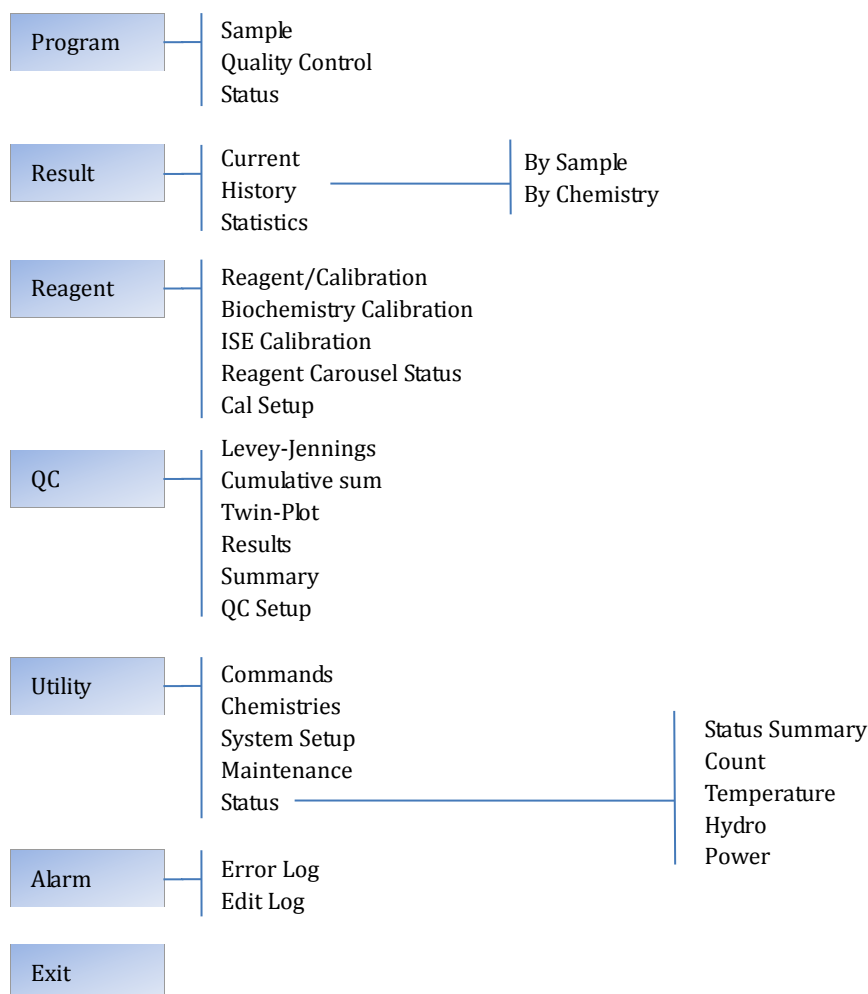 Program
Sample
Quality Control
Status
Result
Current
History
Statistics
By Sample
By Chemistry
Reagent
Reagent/Calibration
Biochemistry Calibration
ISE Calibration
Reagent Carousel Status
Cal Setup
QC
Levey-Jennings
Cumulative sum
Twin-Plot
Results
Summary
QC Setup
Utility
Commands
Chemistries
System Setup
Maintenance
Status
Status Summary
Count
Temperature
Hydro
Power
Alarm
Error Log
Edit Log
Exit